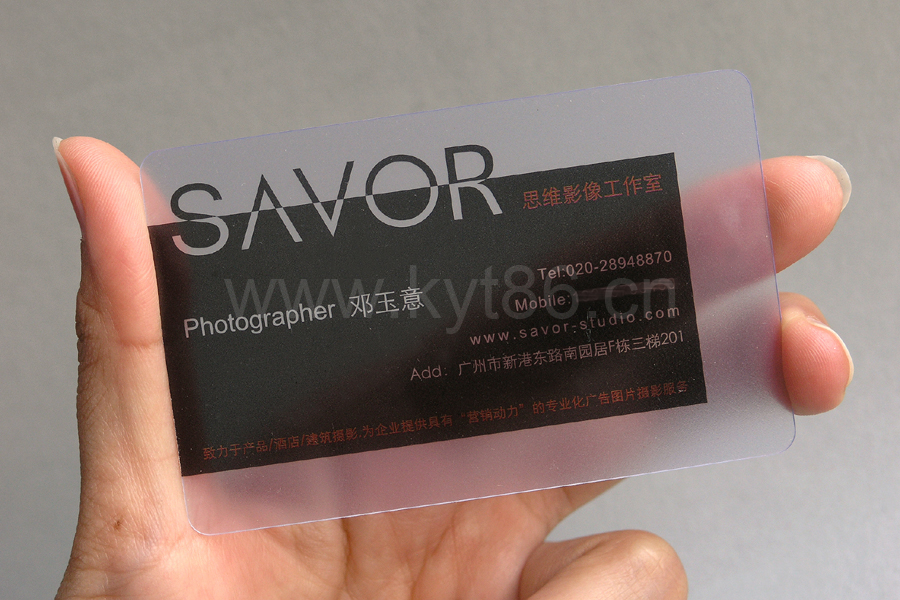 SAVOR
思维影像工作室
Tel:020-28948870
Photographer 邓玉意
Mobile:
www.savor-studio.com
Add: 广州市新港东路南园居F栋三梯201
致力于产品/酒店/建筑摄影为企业提供具有“营销动力”的专业化广告图片摄影服务
www.kyt86.cn